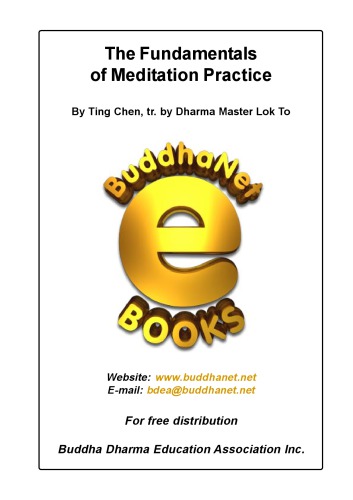 The Fundamentals
of Meditation Practice
By Ting Chen, tr. by Dharma Master Lok To
BuddhaNet
e
BOOKS
Website: www.buddhanet.net
E-mail: bdea@buddhanet.net
For free distribution
Buddha Dharma Education Association Inc.